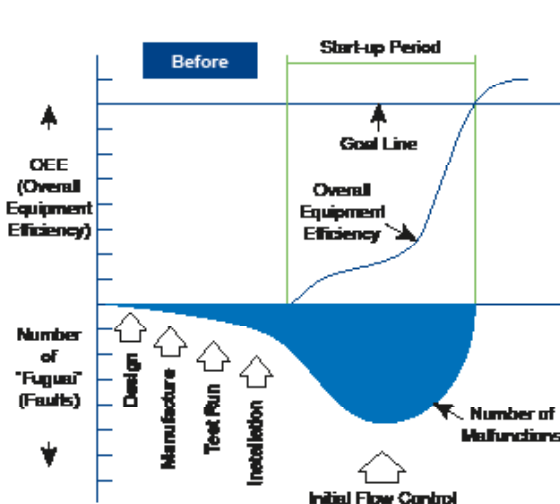 Before
Start-up Period
Goal Line
OEE
(Overall
Equipment
Efficiency)
Overall
Equipment
Efficiency
Number
of
"Fuguai"
(Faults)
Design
Manufacture
Test Run
Installation
Number of
Malfunctions
Initial Flow Control